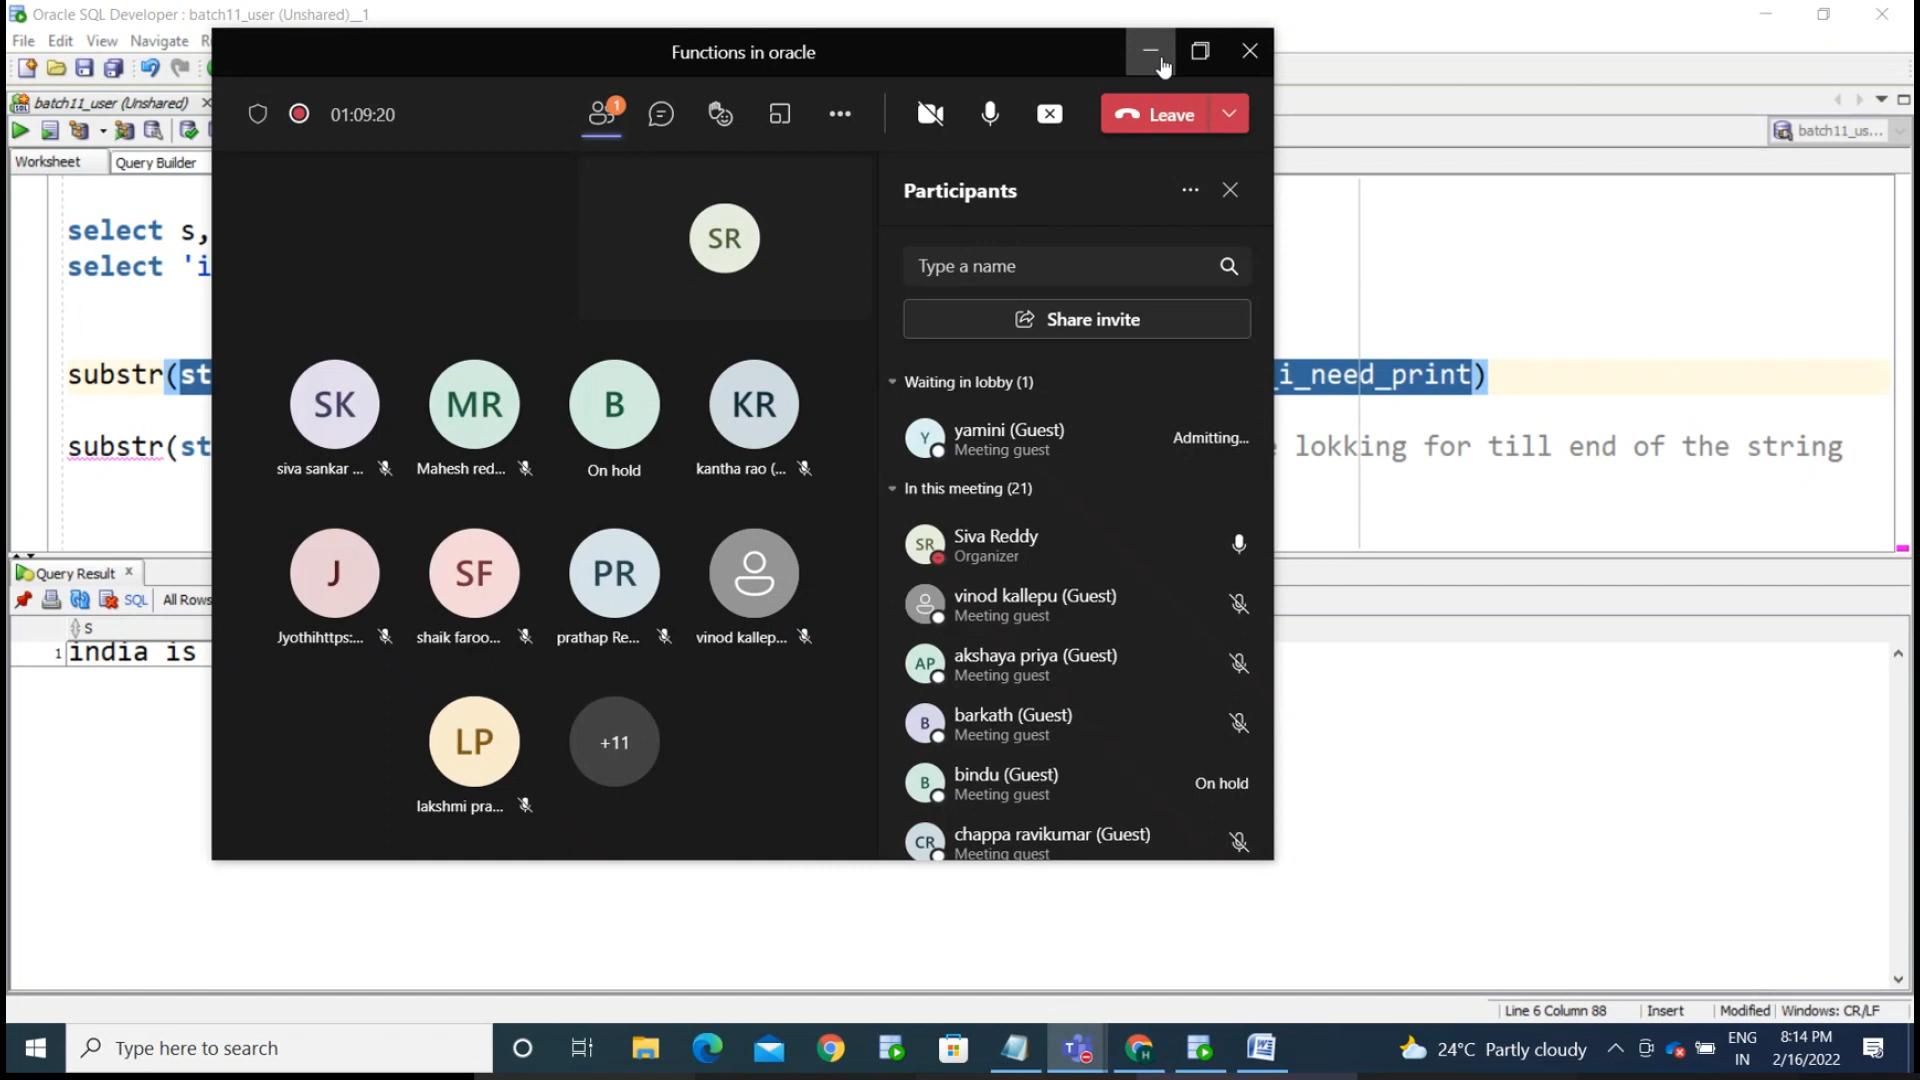 Oracle SQL Developer : batch11_user (Unshared)__1
File Edit View Navigate
Functions in oracle
batch11_user (Unshared)
01:09:20
1
Leave
batch11_us...
Worksheet
Query Builder
Participants
SR
select s,
select 'i
Type a name
Share invite
substr(st
_i_need_print)
Waiting in lobby (1)
SK
MR
B
KR
Y
yamini (Guest)
Meeting guest
Admitting...
substr(st
lokking for till end of the string
siva sankar ...
Mahesh red...
On hold
kantha rao (...
In this meeting (21)
SR
Siva Reddy
Organizer
Query Result
J
SF
PR
vinod kallepu (Guest)
Meeting guest
SQL
All Rows
S
Jyothihttps:...
shaik faroo...
prathap Re...
vinod kallep...
1
india is
AP
akshaya priya (Guest)
Meeting guest
B
barkath (Guest)
Meeting guest
LP
+11
B
bindu (Guest)
Meeting guest
On hold
lakshmi pra...
CR
chappa ravikumar (Guest)
Meeting guest
Line 6 Column 88
Insert
Modified
Windows: CR/LF
Type here to search
24°C Partly cloudy
ENG
IN
8:14 PM
2/16/2022